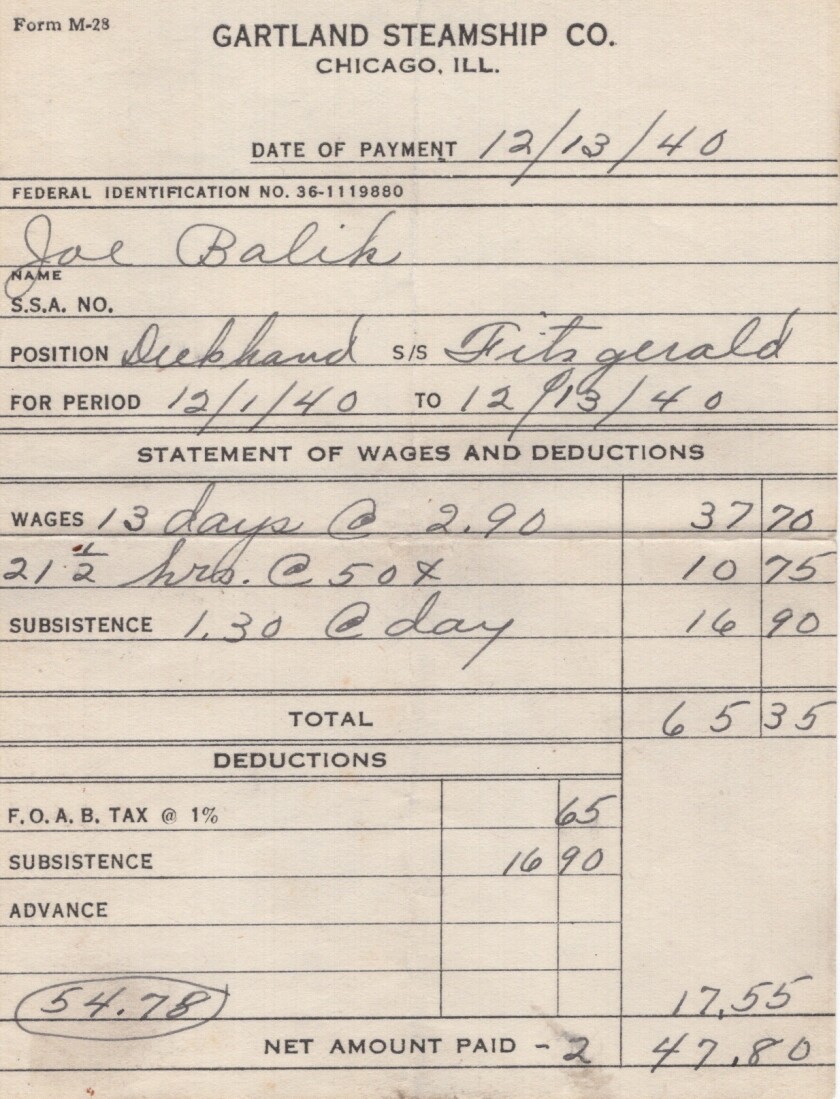 Form M-28
GARTLAND STEAMSHIP CO.
CHICAGO, ILL.
DATE OF PAYMENT 12/13/40
FEDERAL IDENTIFICATION NO. 36-1119880
Joe Balik
NAME
S.S.A. NO.
POSITION Deckhand S/S Fitzgerald
FOR PERIOD 12/1/40 TO 12/13/40
STATEMENT OF WAGES AND DEDUCTIONS
WAGES 13 days @ 2.90 37 70
21 1/2 hrs. @ 50¢ 10 75
SUBSISTENCE 1.30 @ day 16 90
TOTAL 65 35
DEDUCTIONS
F.O.A.B. TAX @ 1% 65
SUBSISTENCE 16 90
ADVANCE
54.78 17.55
NET AMOUNT PAID - 2 47.80